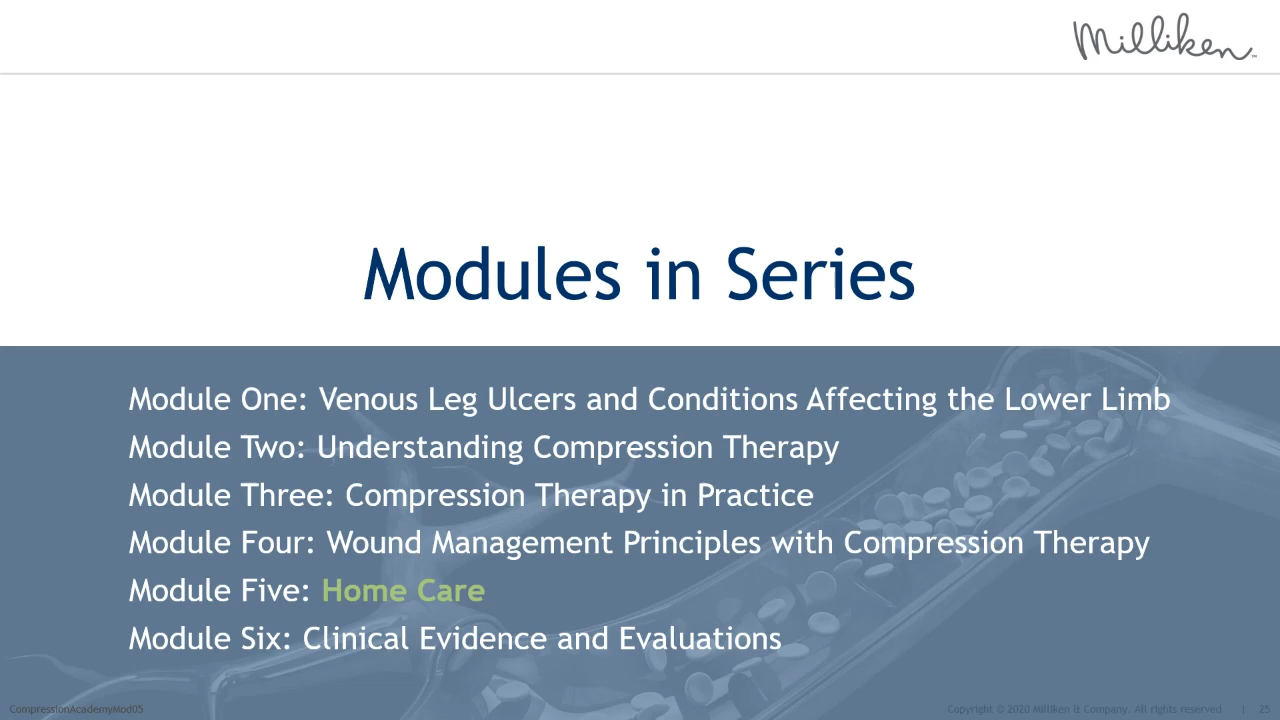 Milliken™
Modules in Series
Module One: Venous Leg Ulcers and Conditions Affecting the Lower Limb
Module Two: Understanding Compression Therapy
Module Three: Compression Therapy in Practice
Module Four: Wound Management Principles with Compression Therapy
Module Five: Home Care
Module Six: Clinical Evidence and Evaluations
CompressionAcademyMod05
Copyright © 2020 Milliken & Company. All rights reserved | 25